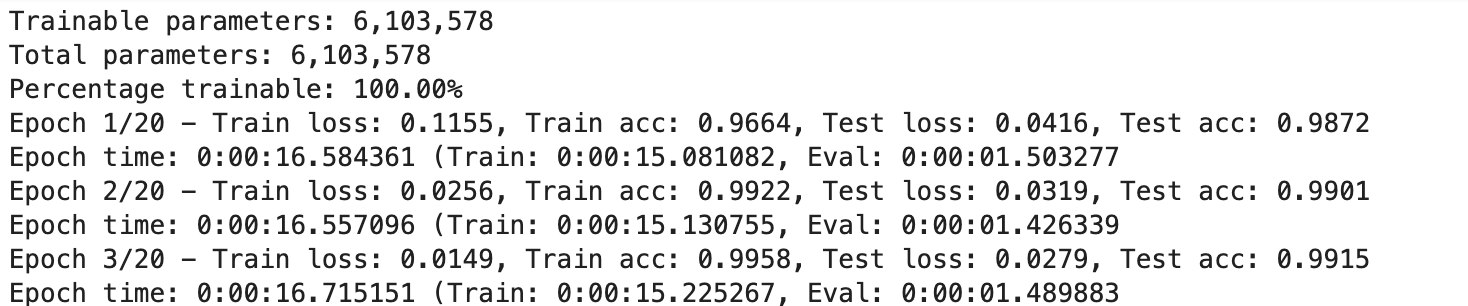 Trainable parameters: 6,103,578
Total parameters: 6,103,578
Percentage trainable: 100.00%
Epoch 1/20 – Train loss: 0.1155, Train acc: 0.9664, Test loss: 0.0416, Test acc: 0.9872
Epoch time: 0:00:16.584361 (Train: 0:00:15.081082, Eval: 0:00:01.503277
Epoch 2/20 – Train loss: 0.0256, Train acc: 0.9922, Test loss: 0.0319, Test acc: 0.9901
Epoch time: 0:00:16.557096 (Train: 0:00:15.130755, Eval: 0:00:01.426339
Epoch 3/20 – Train loss: 0.0149, Train acc: 0.9958, Test loss: 0.0279, Test acc: 0.9915
Epoch time: 0:00:16.715151 (Train: 0:00:15.225267, Eval: 0:00:01.489883